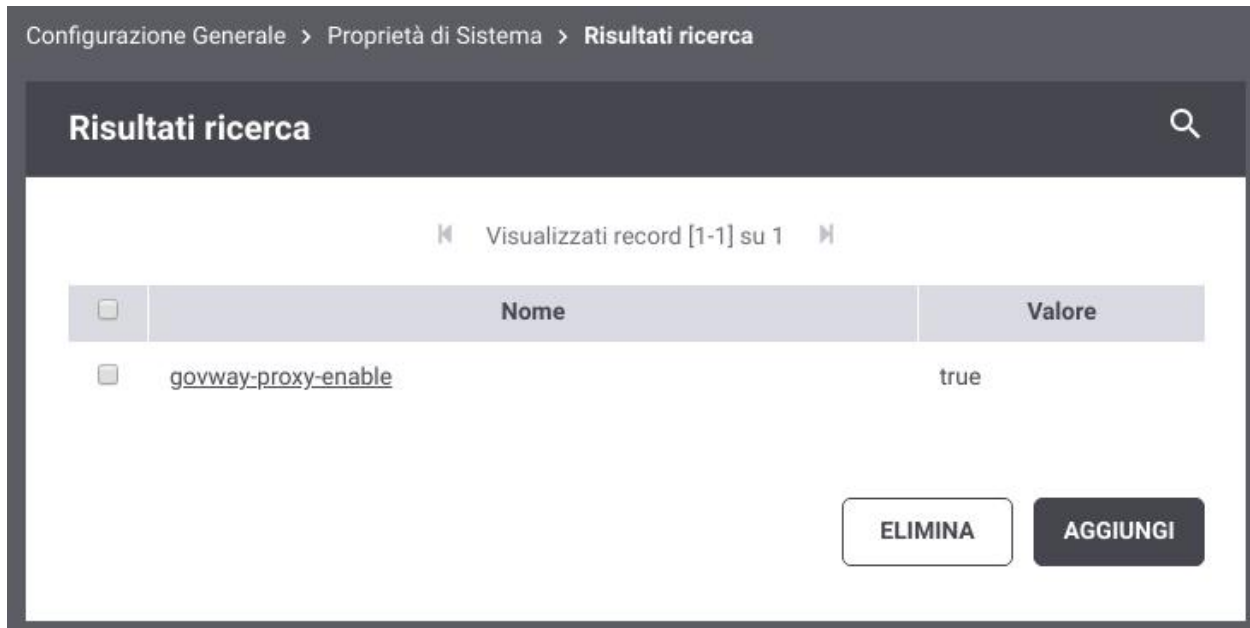 Configurazione Generale > Proprietà di Sistema > Risultati ricerca
Risultati ricerca
Visualizzati record [1-1] su 1
Nome Valore
govway-proxy-enable true
ELIMINA AGGIUNGI